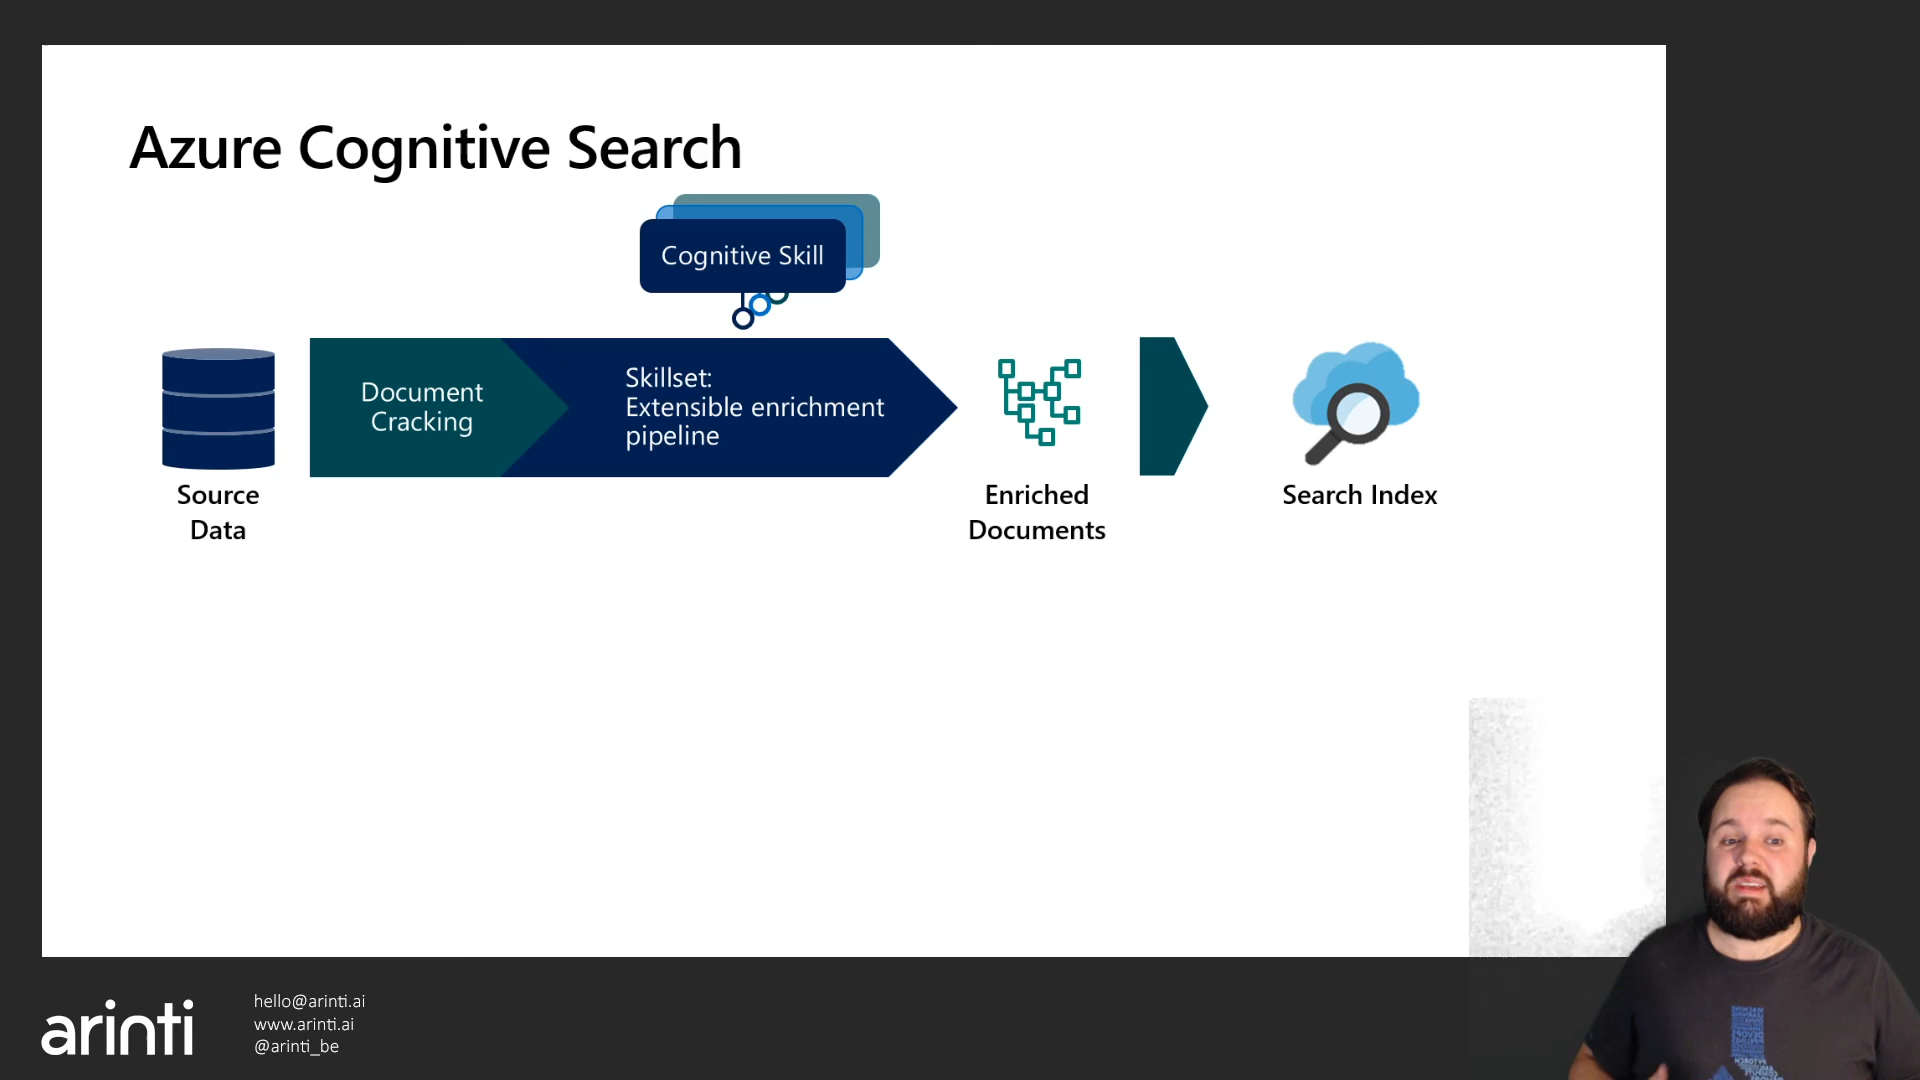 Azure Cognitive Search
Cognitive Skill
Document
Cracking
Skillset:
Extensible enrichment
pipeline
Source
Data
Enriched
Documents
Search Index
arinti
hello@arinti.ai
www.arinti.ai
@arinti_be